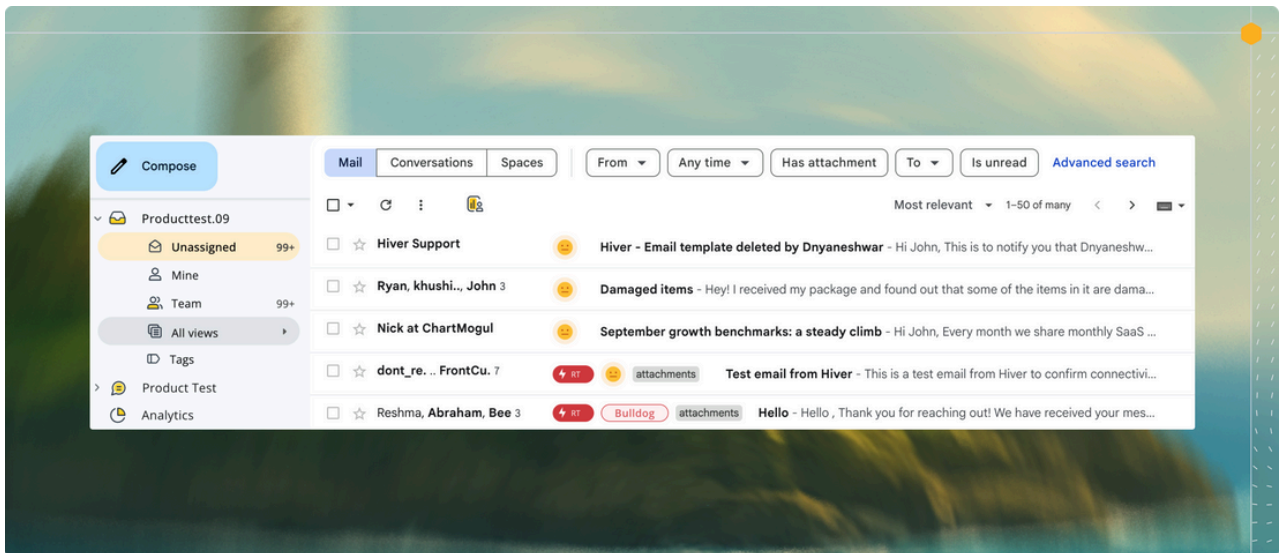 Compose
Producttest.09
Unassigned 99+
Mine
Team 99+
All views
Tags
Product Test
Analytics
Mail Conversations Spaces From Any time Has attachment To Is unread Advanced search
Most relevant 1–50 of many
Hiver Support Hiver - Email template deleted by Dnyaneshwar - Hi John, This is to notify you that Dnyaneshw...
Ryan, khushi.., John 3 Damaged items - Hey! I received my package and found out that some of the items in it are dama...
Nick at ChartMogul September growth benchmarks: a steady climb - Hi John, Every month we share monthly SaaS ...
dont_re. .. FrontCu. 7 RT attachments Test email from Hiver - This is a test email from Hiver to confirm connectivi...
Reshma, Abraham, Bee 3 RT Bulldog attachments Hello - Hello , Thank you for reaching out! We have received your mes...